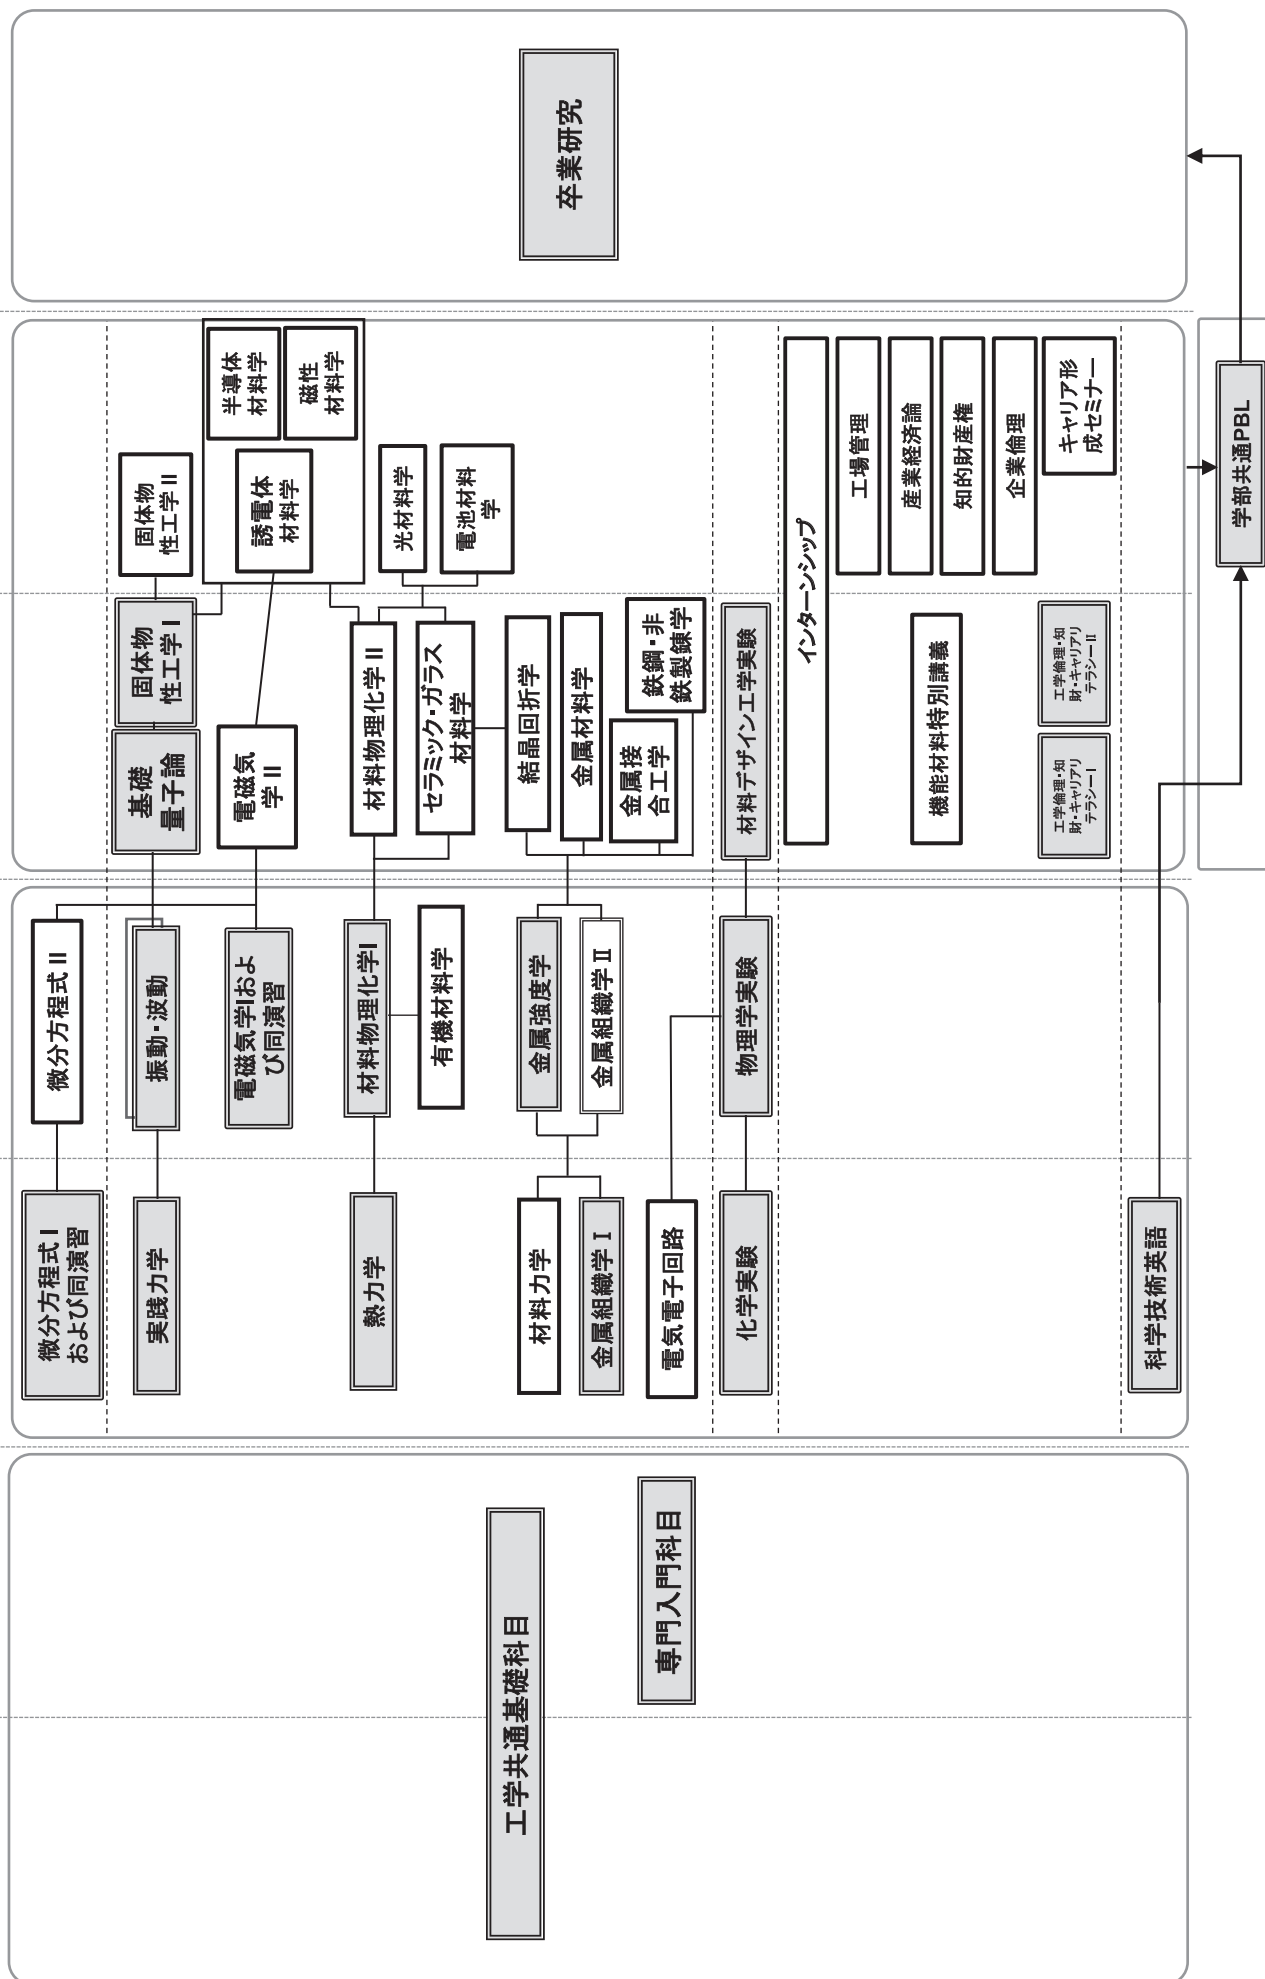 工学共通基礎科目
専門入門科目
微分方程式 I
および同演習
実践力学
熱力学
材料力学
金属組織学 I
電気電子回路
化学実験
科学技術英語
微分方程式 II
振動・波動
電磁気学Iおよ
び同演習
材料物理化学I
有機材料学
金属強度学
金属組織学 II
物理学実験
基礎
量子論
固体物
性工学 I
電磁気
学 II
材料物理化学 II
セラミック・ガラス
材料学
結晶回折学
金属材料学
金属接
合工学
鉄鋼・非
鉄製錬学
材料デザイン工学実験
インターンシップ
機能材料特別講義
工学倫理・知
財・キャリアリ
テラシー I
工学倫理・知
財・キャリアリ
テラシー II
固体物
性工学 II
誘電体
材料学
半導体
材料学
磁性
材料学
光材料学
電池材料
学
工場管理
産業経済論
知的財産権
企業倫理
キャリア形
成セミナー
学部共通PBL
卒業研究